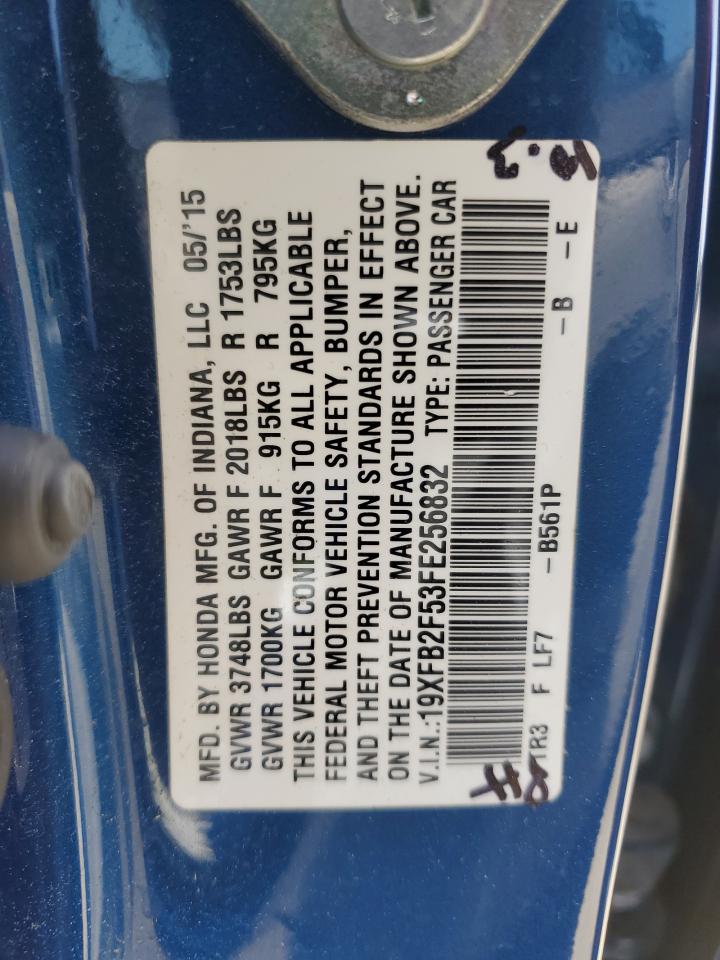 MFD. BY HONDA MFG. OF INDIANA, LLC 05/'15
GVWR 3748LBS GAWR F 2018LBS R 1753LBS
GVWR 1700KG GAWR F 915KG R 795KG
THIS VEHICLE CONFORMS TO ALL APPLICABLE
FEDERAL MOTOR VEHICLE SAFETY, BUMPER,
AND THEFT PREVENTION STANDARDS IN EFFECT
ON THE DATE OF MANUFACTURE SHOWN ABOVE.
V.I.N.:19XFB2F53FE256832 TYPE: PASSENGER CAR
FR3 F LF7 -B561P -B -E